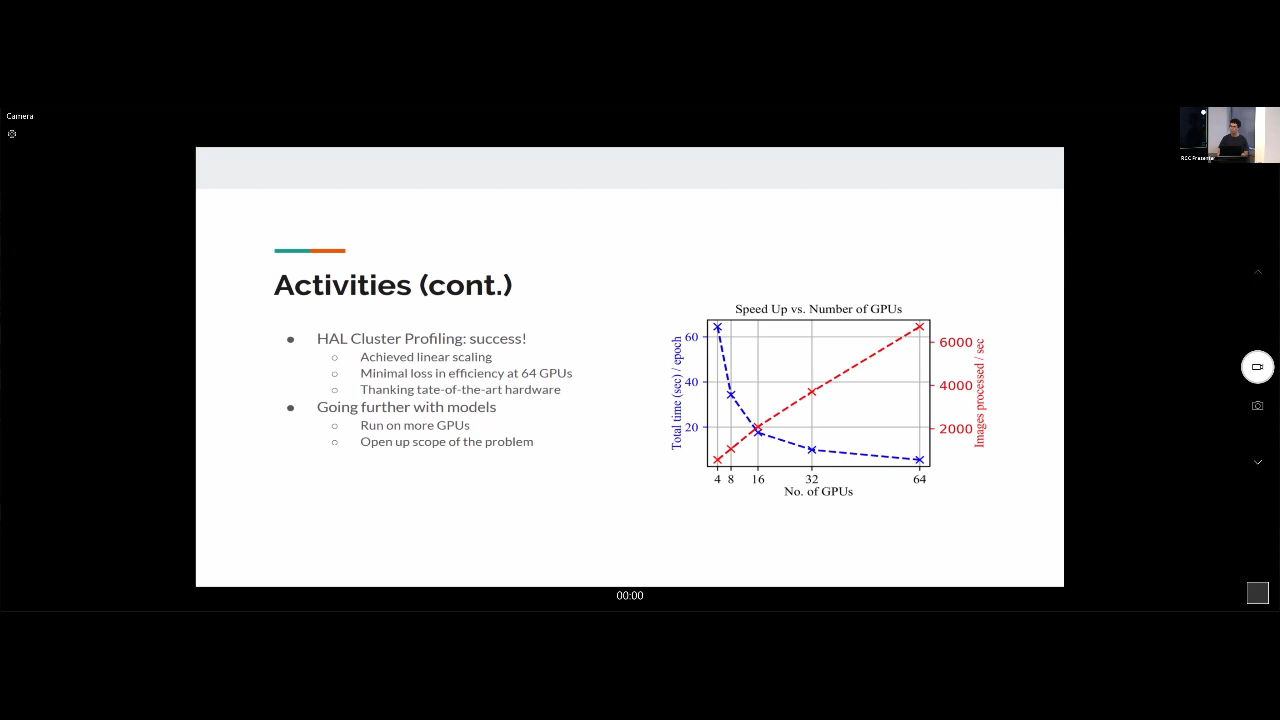 Camera
RCC Presenter
Activities (cont.)
HAL Cluster Profiling: success!
Achieved linear scaling
Minimal loss in efficiency at 64 GPUs
Thanking tate-of-the-art hardware
Going further with models
Run on more GPUs
Open up scope of the problem
Speed Up vs. Number of GPUs
Total time (sec) / epoch
60
40
20
6000
4000
2000
Images processed / sec
4 8 16 32 64
No. of GPUs
00:00